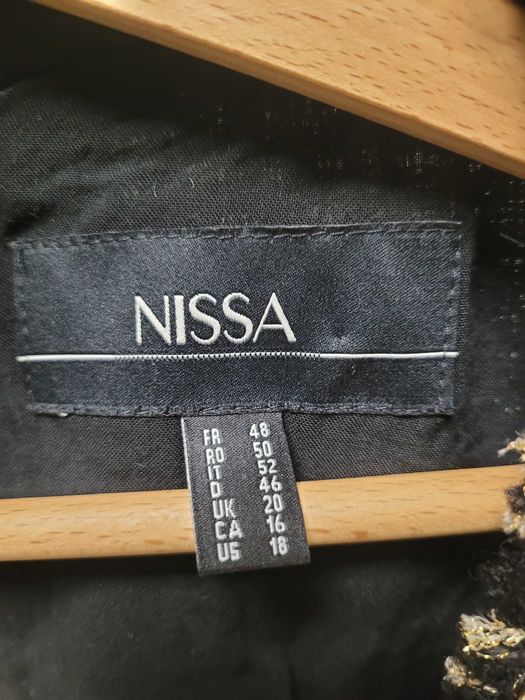 NISSA
FR 48
RO 50
IT 52
D 46
UK 20
CA 16
US 18